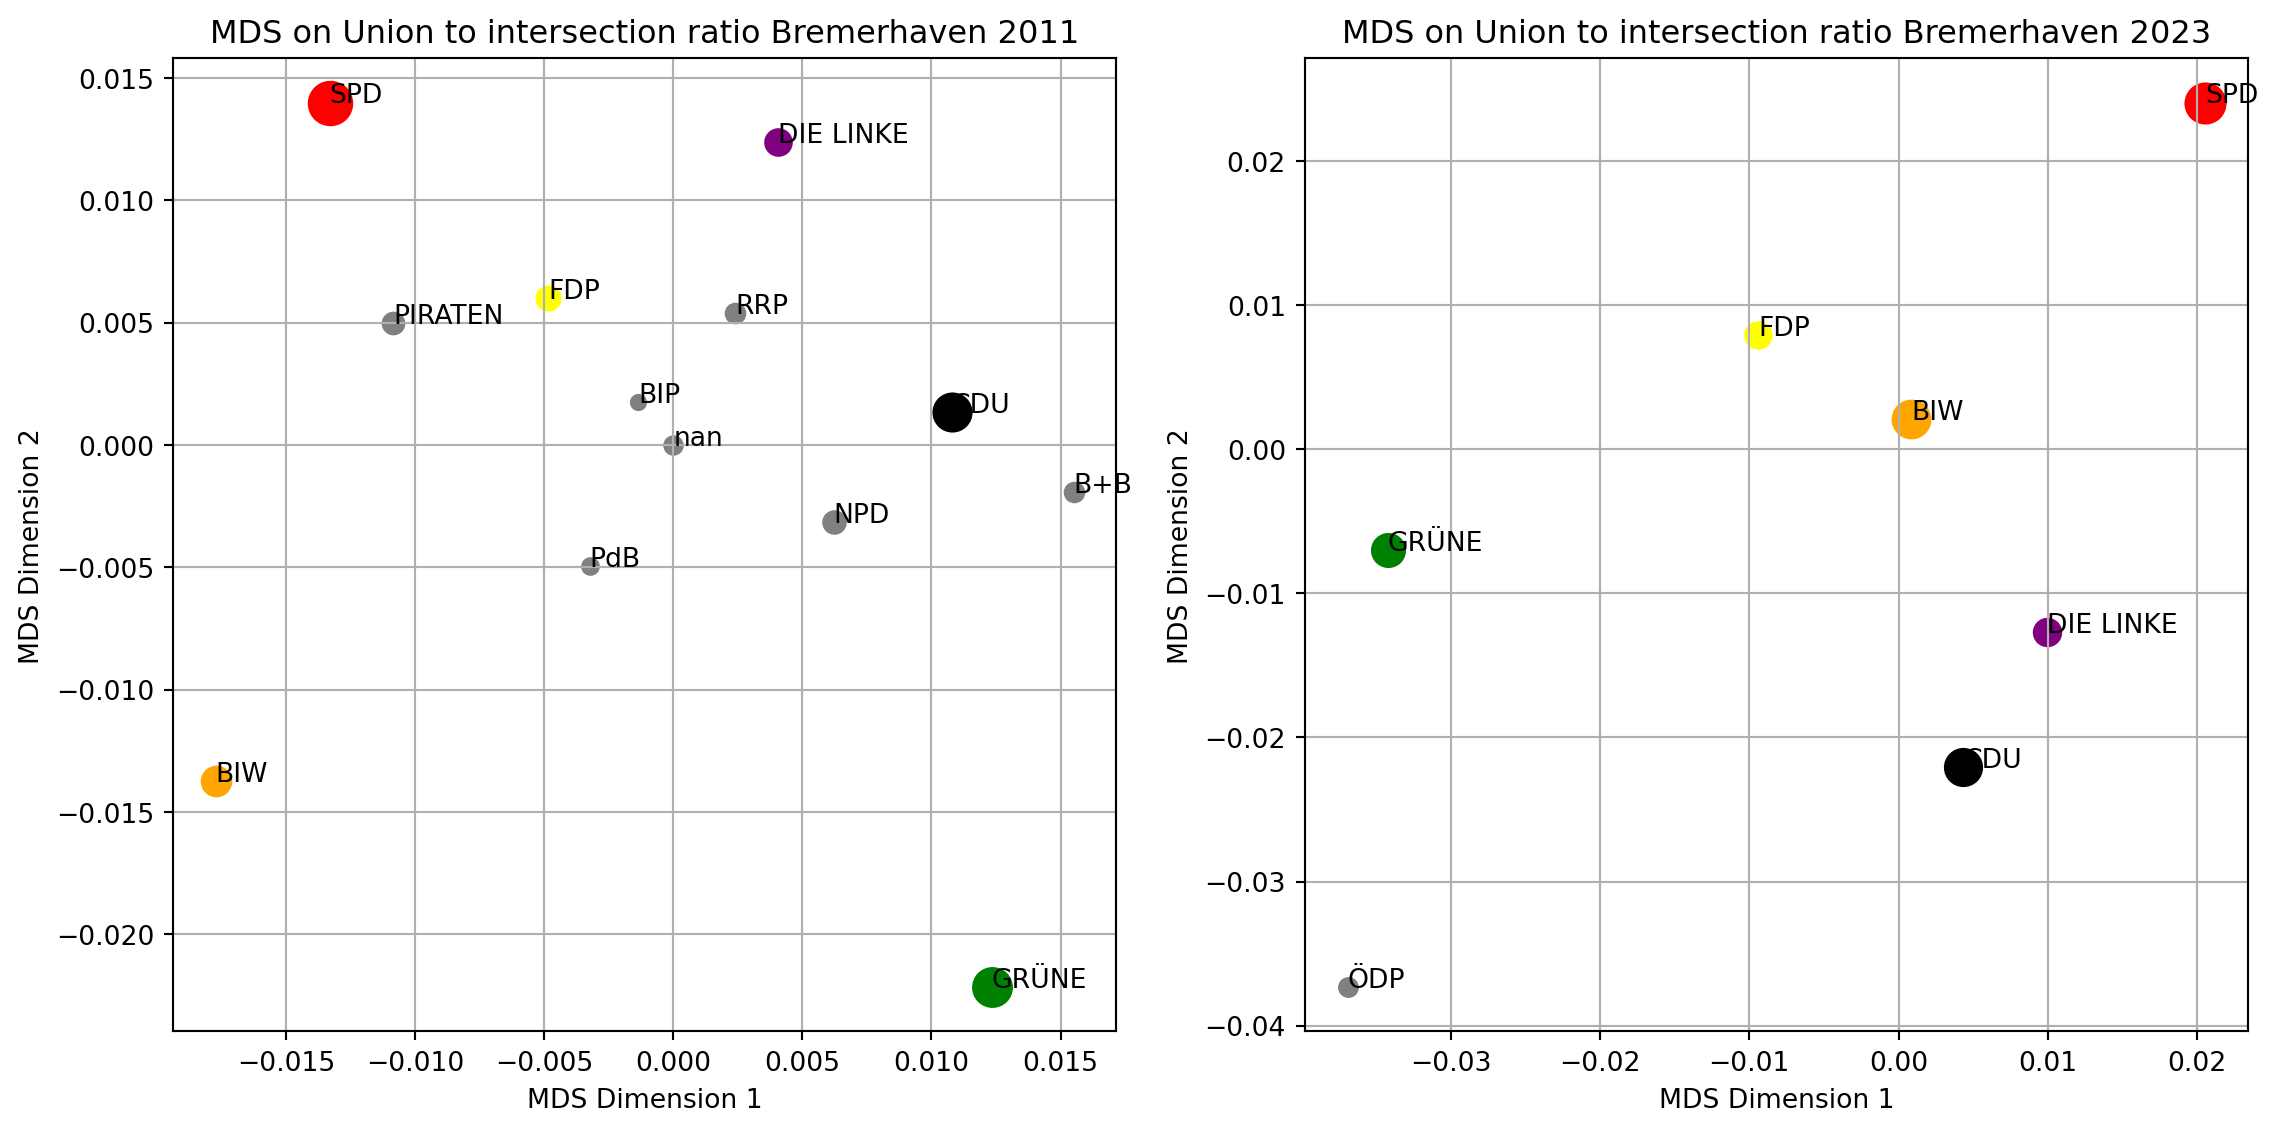 MDS on Union to intersection ratio Bremerhaven 2011
0.015
0.010
0.005
0.000
−0.005
−0.010
−0.015
−0.020
MDS Dimension 2
SPD
DIE LINKE
FDP
RRP
PIRATEN
BIP
CDU
nan
B+B
NPD
PdB
BIW
GRÜNE
−0.015 −0.010 −0.005 0.000 0.005 0.010 0.015
MDS Dimension 1
MDS on Union to intersection ratio Bremerhaven 2023
0.02
0.01
0.00
−0.01
−0.02
−0.03
−0.04
MDS Dimension 2
SPD
FDP
BIW
GRÜNE
DIE LINKE
CDU
ÖDP
−0.03 −0.02 −0.01 0.00 0.01 0.02
MDS Dimension 1